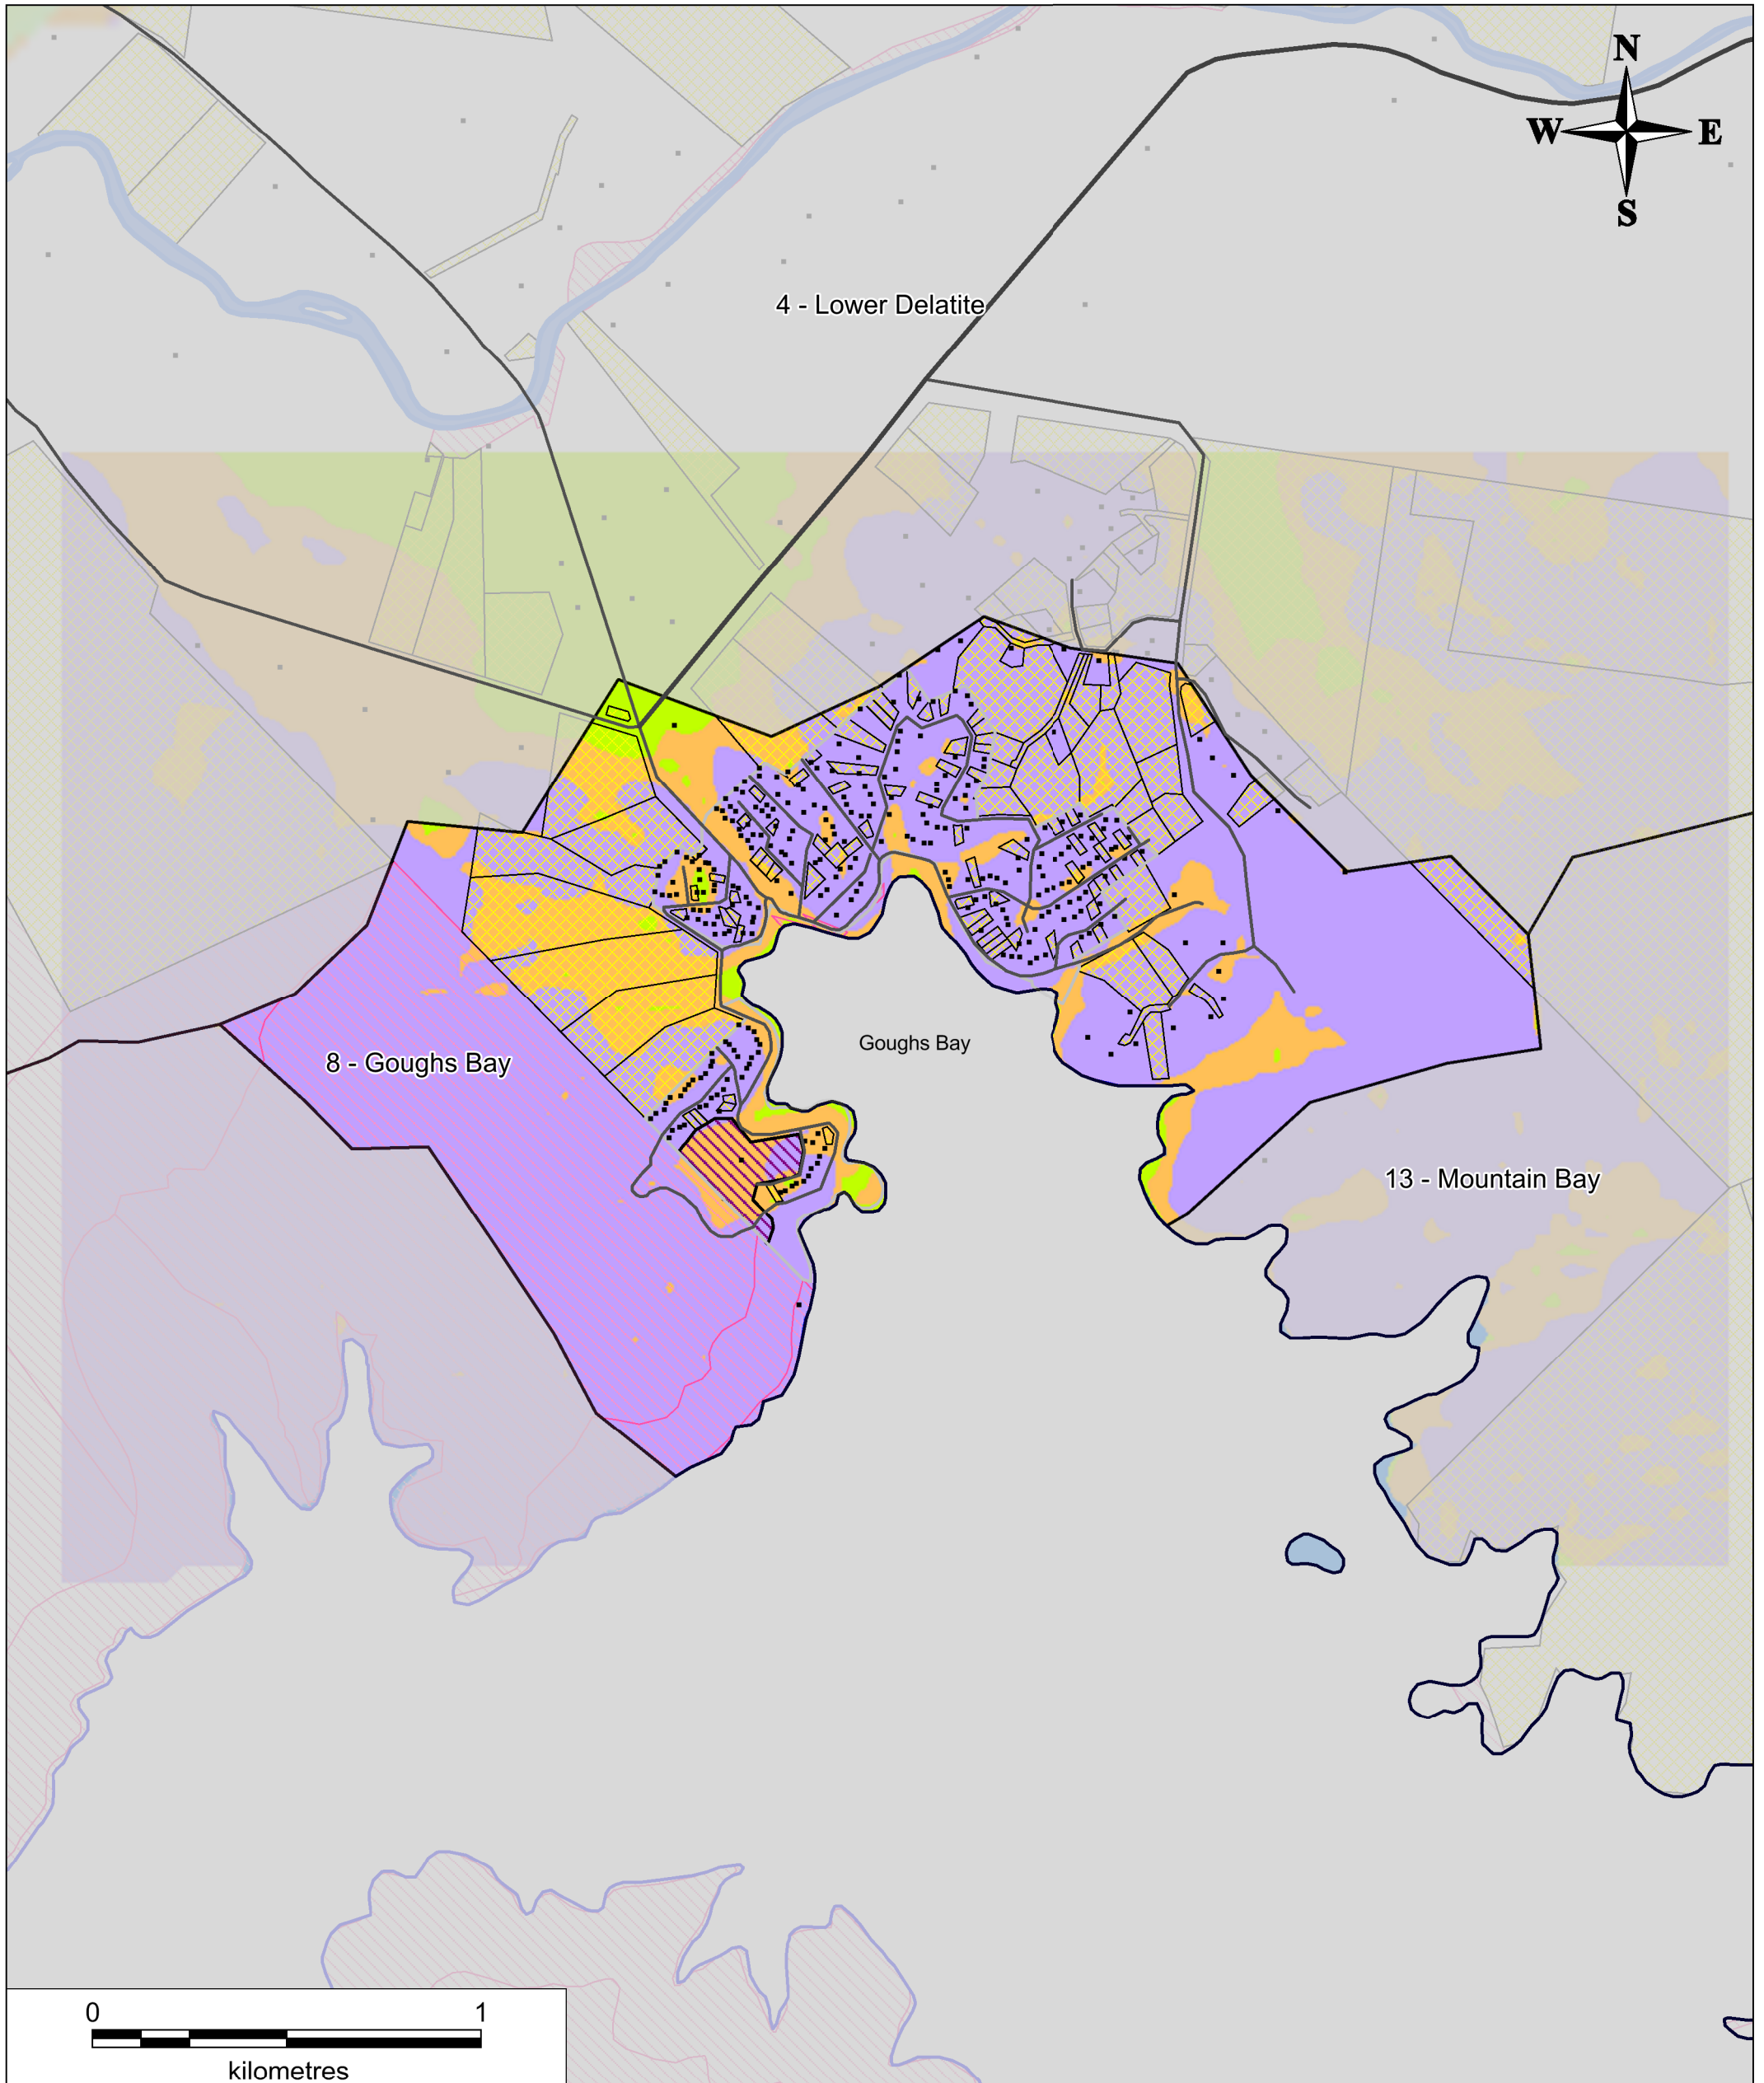 N
W E
S
4 - Lower Delatite
Goughs Bay
8 - Goughs Bay
13 - Mountain Bay
0 1
kilometres